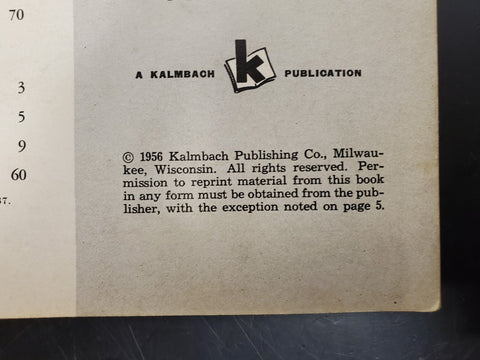 70
3
5
9
60
37.
A KALMBACH k PUBLICATION
© 1956 Kalmbach Publishing Co., Milwau-
kee, Wisconsin. All rights reserved. Per-
mission to reprint material from this book
in any form must be obtained from the pub-
lisher, with the exception noted on page 5.